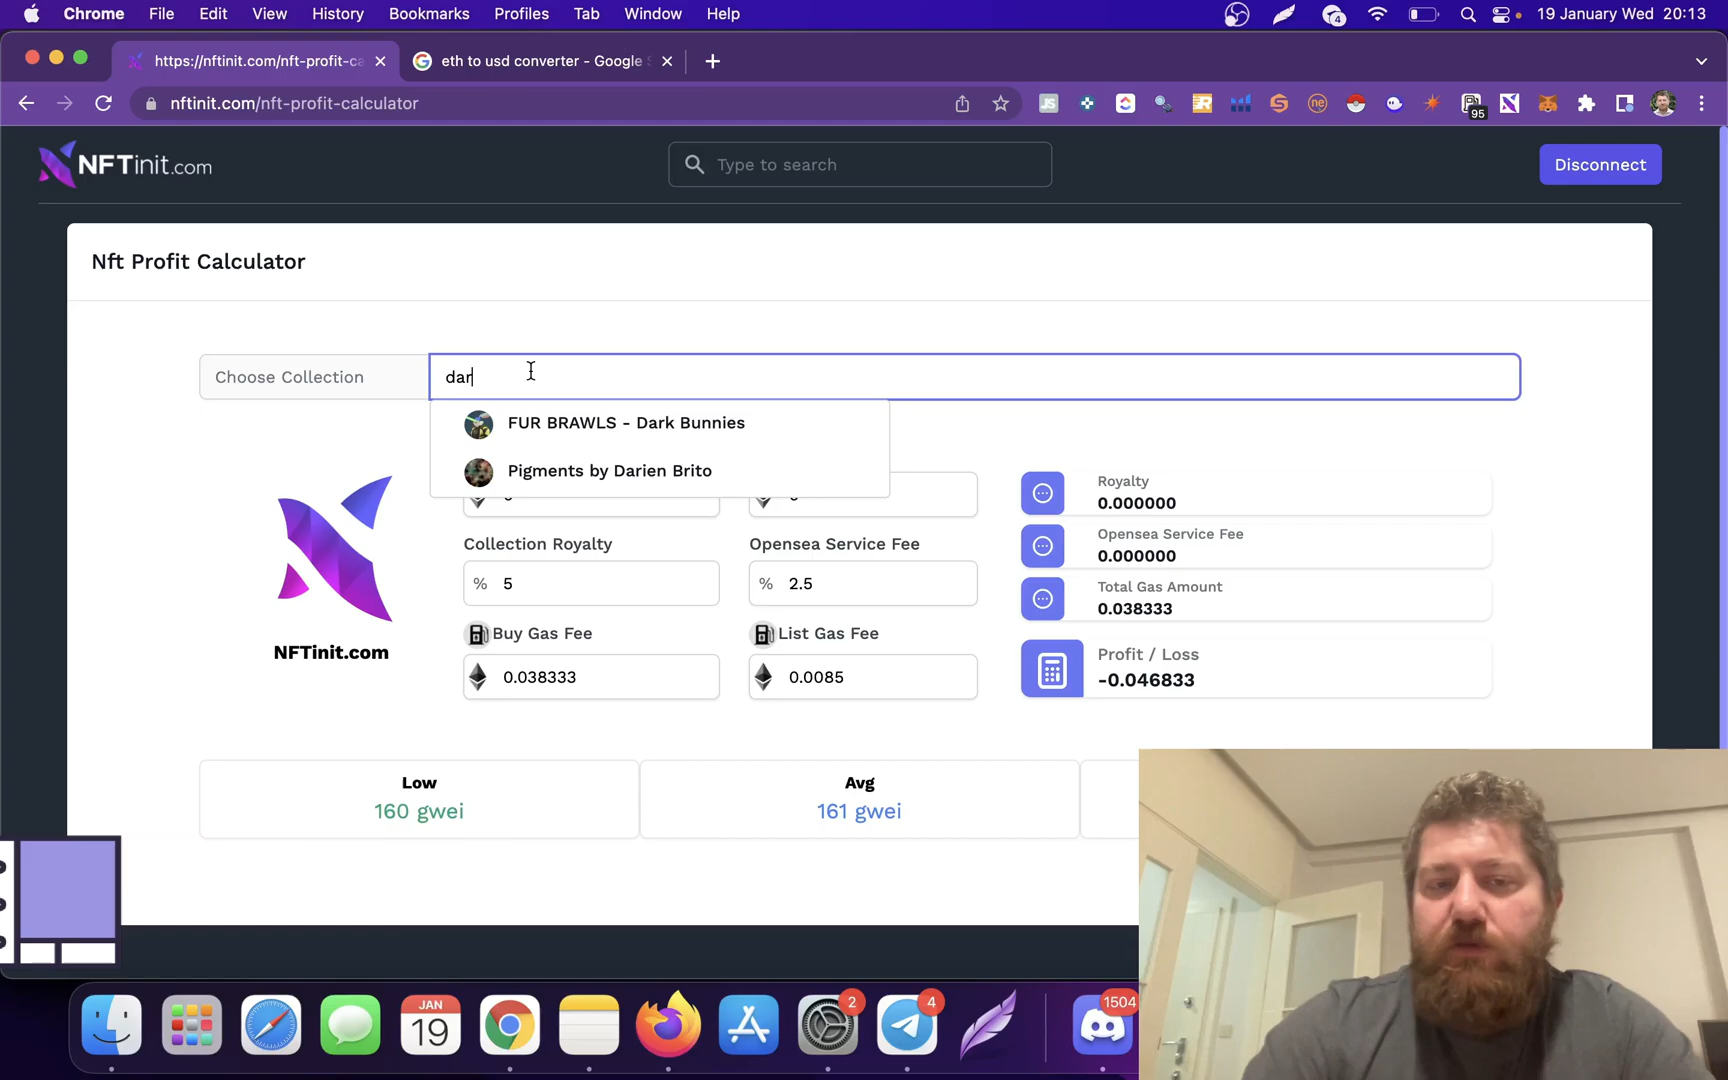 Chrome File Edit View History Bookmarks Profiles Tab Window Help
4
19 January Wed 20:13
https://nftinit.com/nft-profit-ca
eth to usd converter - Google S
nftinit.com/nft-profit-calculator
JS
ne
95
NFTinit.com
Type to search
Disconnect
Nft Profit Calculator
Choose Collection
dar
FUR BRAWLS - Dark Bunnies
Pigments by Darien Brito
Royalty
0.000000
Collection Royalty
Opensea Service Fee
Opensea Service Fee
0.000000
% 5
% 2.5
Total Gas Amount
0.038333
Buy Gas Fee
List Gas Fee
NFTinit.com
Profit / Loss
0.038333
0.0085
-0.046833
Low
Avg
160 gwei
161 gwei
JAN
19
2
4
1504